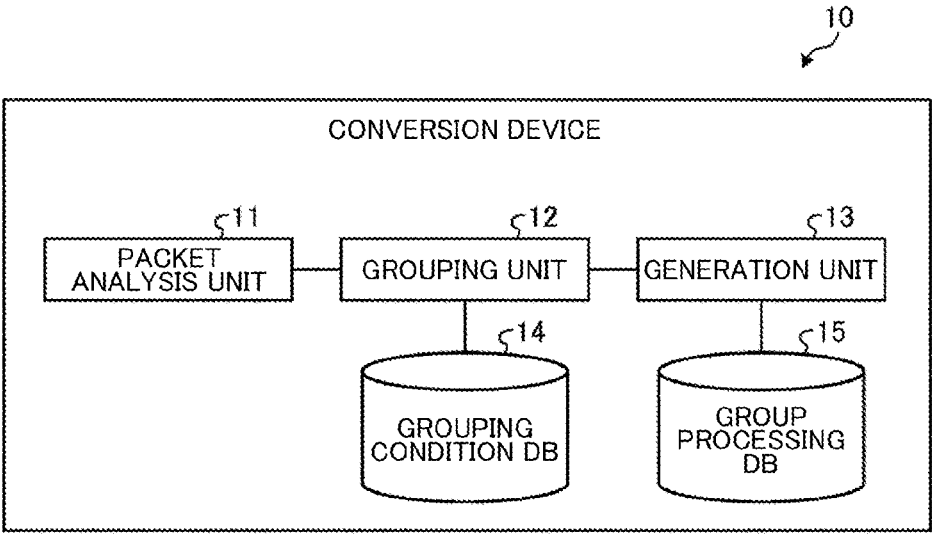 10
CONVERSION DEVICE
11
PACKET
ANALYSIS UNIT
12
GROUPING UNIT
13
GENERATION UNIT
14
GROUPING
CONDITION DB
15
GROUP
PROCESSING
DB